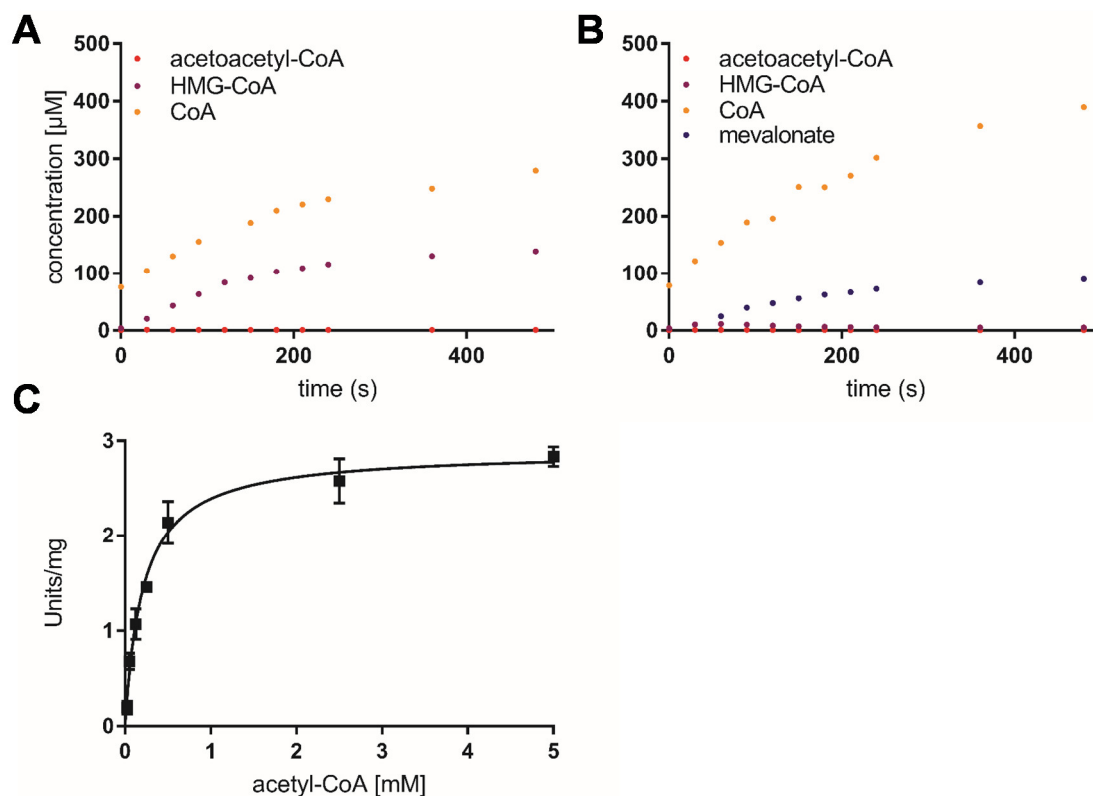 A
500
400
300
200
100
0
concentration [µM]
acetoacetyl-CoA
HMG-CoA
CoA
0
200
400
time (s)
B
500
400
300
200
100
0
acetoacetyl-CoA
HMG-CoA
CoA
mevalonate
0
200
400
time (s)
C
3
2
1
0
Units/mg
0
1
2
3
4
5
acetyl-CoA [mM]